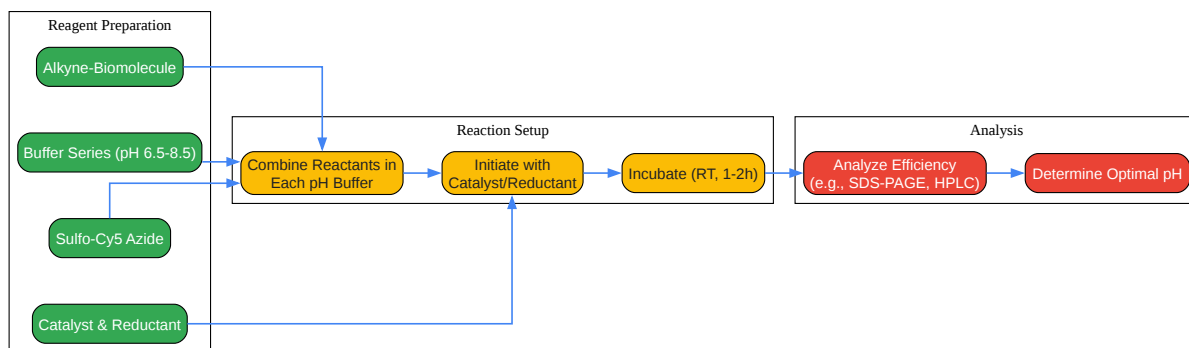 Reagent Preparation
Alkyne-Biomolecule
Buffer Series (pH 6.5-8.5)
Sulfo-Cy5 Azide
Catalyst & Reductant
Reaction Setup
Combine Reactants in
Each pH Buffer
Initiate with
Catalyst/Reductant
Incubate (RT, 1-2h)
Analysis
Analyze Efficiency
(e.g., SDS-PAGE, HPLC)
Determine Optimal pH